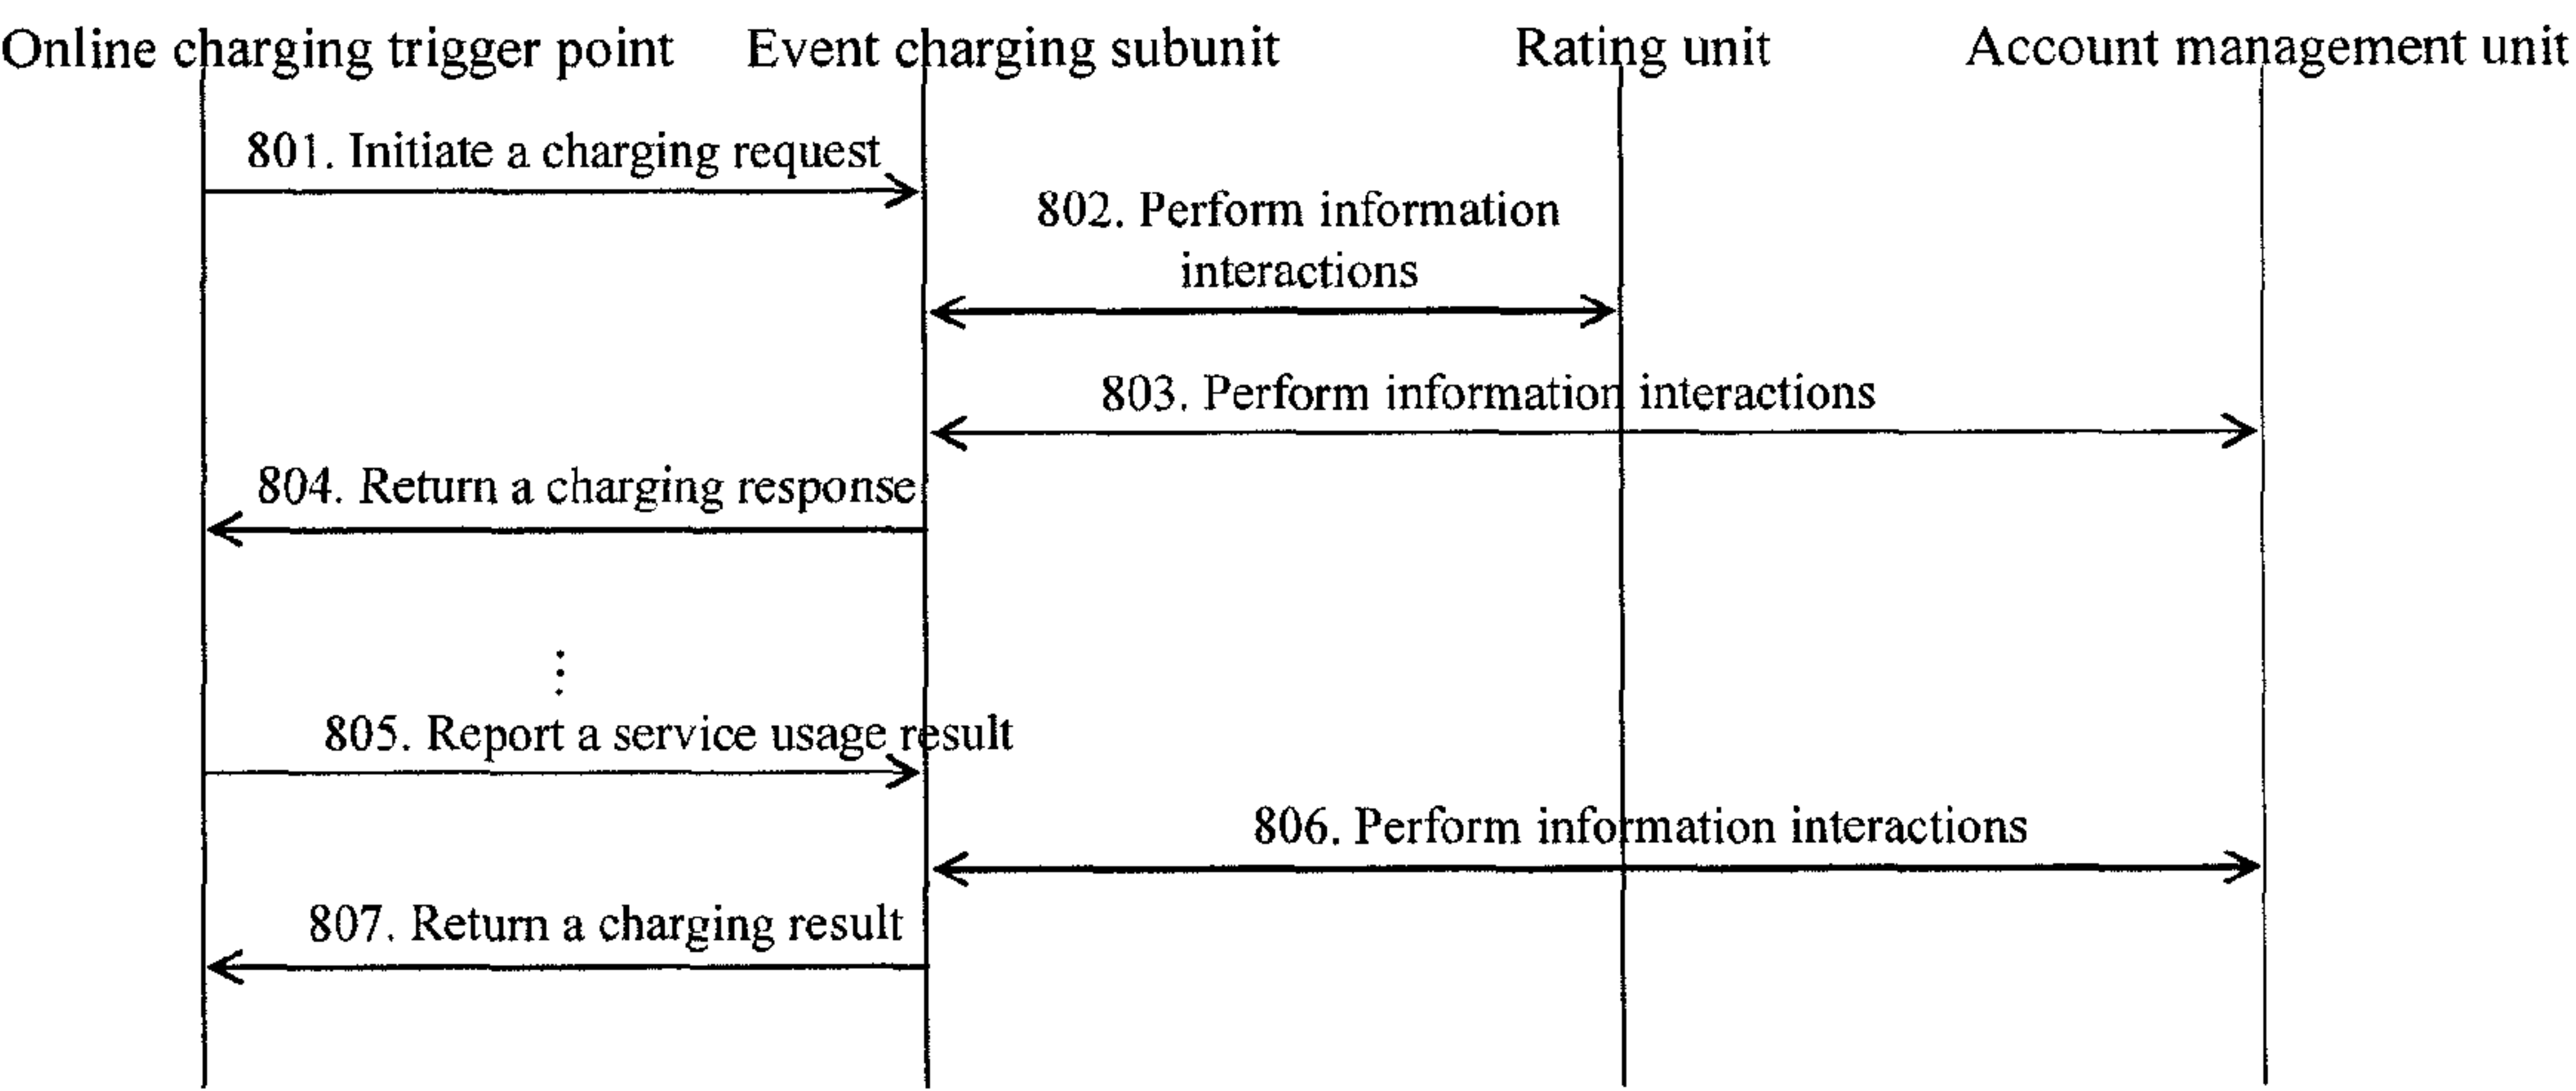 Online charging trigger point
Event charging subunit
Rating unit
Account management unit
801. Initiate a charging request
802. Perform information
interactions
803. Perform information interactions
804. Return a charging response
805. Report a service usage result
806. Perform information interactions
807. Return a charging result